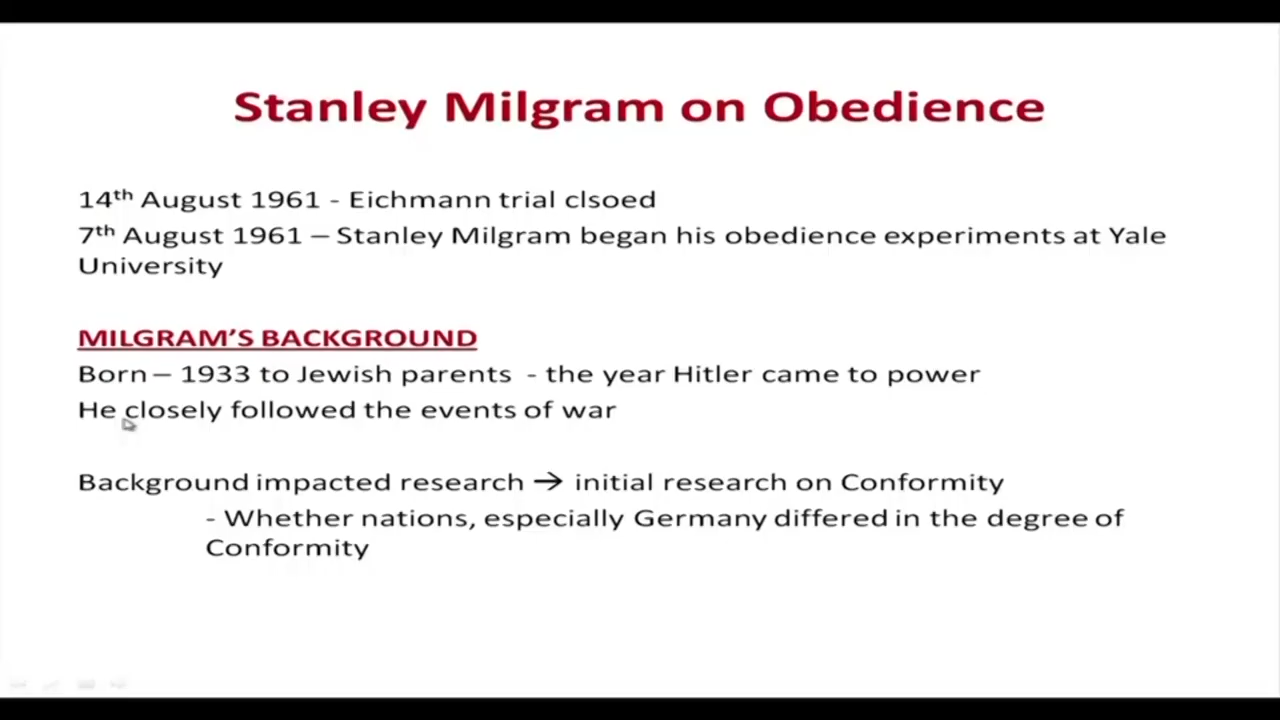 Stanley Milgram on Obedience
14th August 1961 - Eichmann trial clsoed
7th August 1961 – Stanley Milgram began his obedience experiments at Yale
University
MILGRAM’S BACKGROUND
Born – 1933 to Jewish parents - the year Hitler came to power
He closely followed the events of war
Background impacted research → initial research on Conformity
- Whether nations, especially Germany differed in the degree of
Conformity